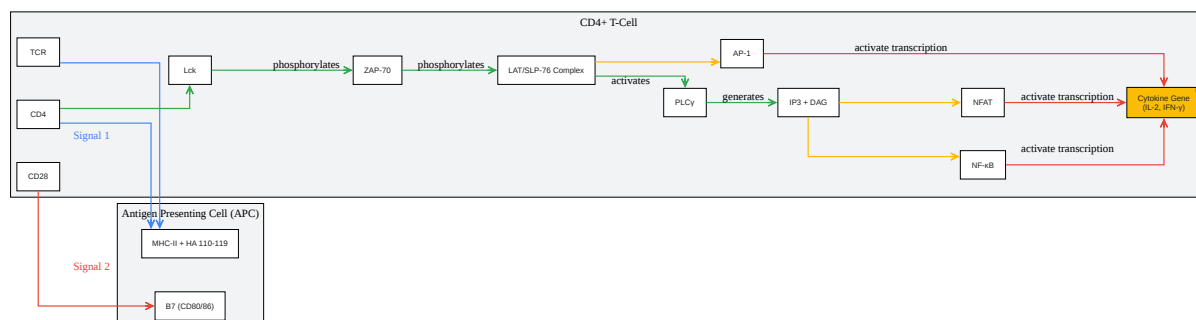 CD4+ T-Cell
TCR
AP-1
activate transcription
Lck
phosphorylates
ZAP-70
phosphorylates
LAT/SLP-76 Complex
activates
PLCγ
generates
IP3 + DAG
NFAT
activate transcription
Cytokine Gene
(IL-2, IFN-γ)
CD4
Signal 1
activate transcription
NF-κB
CD28
Antigen Presenting Cell (APC)
MHC-II + HA 110-119
Signal 2
B7 (CD80/86)